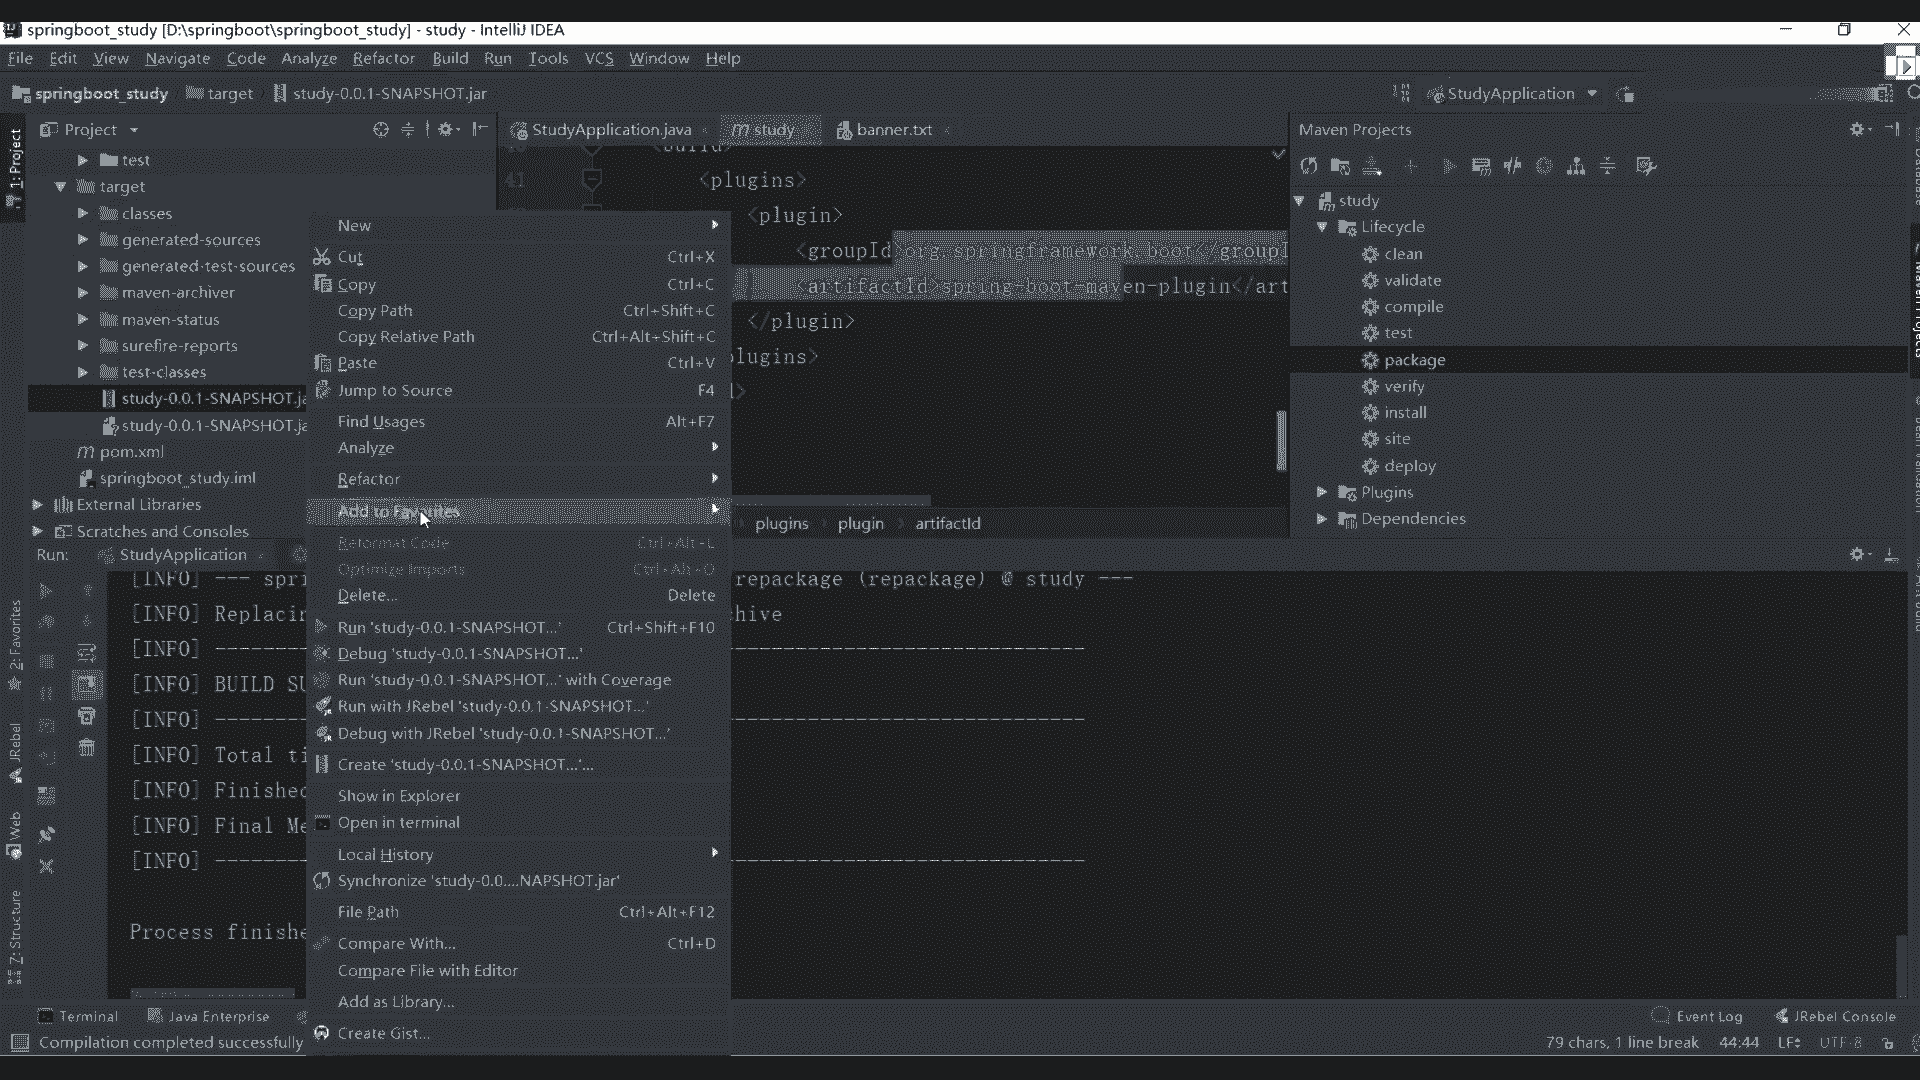 springboot_study [D:\springboot\springboot_study] - study - IntelliJ IDEA
File Edit View Navigate Code Analyze Refactor Build Run Tools VCS Window Help
springboot_study target study-0.0.1-SNAPSHOT.jar
StudyApplication
1: Project
Project
test
target
classes
generated-sources
generated-test-sources
maven-archiver
maven-status
surefire-reports
test-classes
study-0.0.1-SNAPSHOT.ja
study-0.0.1-SNAPSHOT.ja
pom.xml
springboot_study.iml
External Libraries
Scratches and Consoles
StudyApplication.java study banner.txt
<build>
41 <plugins>
<plugin>
<groupId>org.springframework.boot</groupI
<artifactId>spring-boot-maven-plugin</art
</plugin>
plugins>
plugins plugin artifactId
New
Cut Ctrl+X
Copy Ctrl+C
Copy Path Ctrl+Shift+C
Copy Relative Path Ctrl+Alt+Shift+C
Paste Ctrl+V
Jump to Source F4
Find Usages Alt+F7
Analyze
Refactor
Add to Favorites
Reformat Code Ctrl+Alt+L
Optimize Imports Ctrl+Alt+O
Delete... Delete
Run 'study-0.0.1-SNAPSHOT...' Ctrl+Shift+F10
Debug 'study-0.0.1-SNAPSHOT...'
Run 'study-0.0.1-SNAPSHOT...' with Coverage
Run with JRebel 'study-0.0.1-SNAPSHOT...'
Debug with JRebel 'study-0.0.1-SNAPSHOT...'
Create 'study-0.0.1-SNAPSHOT...'...
Show in Explorer
Open in terminal
Local History
Synchronize 'study-0.0....NAPSHOT.jar'
File Path Ctrl+Alt+F12
Compare With... Ctrl+D
Compare File with Editor
Add as Library...
Create Gist...
Maven Projects
study
Lifecycle
clean
validate
compile
test
package
verify
install
site
deploy
Plugins
Dependencies
Maven Projects
Run: StudyApplication
[INFO] --- spri repackage (repackage) @ study ---
[INFO] Replacin hive
[INFO] ------------------------------------------------------------------------
[INFO] BUILD SU
[INFO] ------------------------------------------------------------------------
[INFO] Total ti
[INFO] Finished
[INFO] Final Me
[INFO] ------------------------------------------------------------------------
Process finishe
2: Favorites
JRebel
Web
Z: Structure
Terminal Java Enterprise Event Log JRebel Console
Compilation completed successfully 79 chars, 1 line break 44:44 LF UTF-8